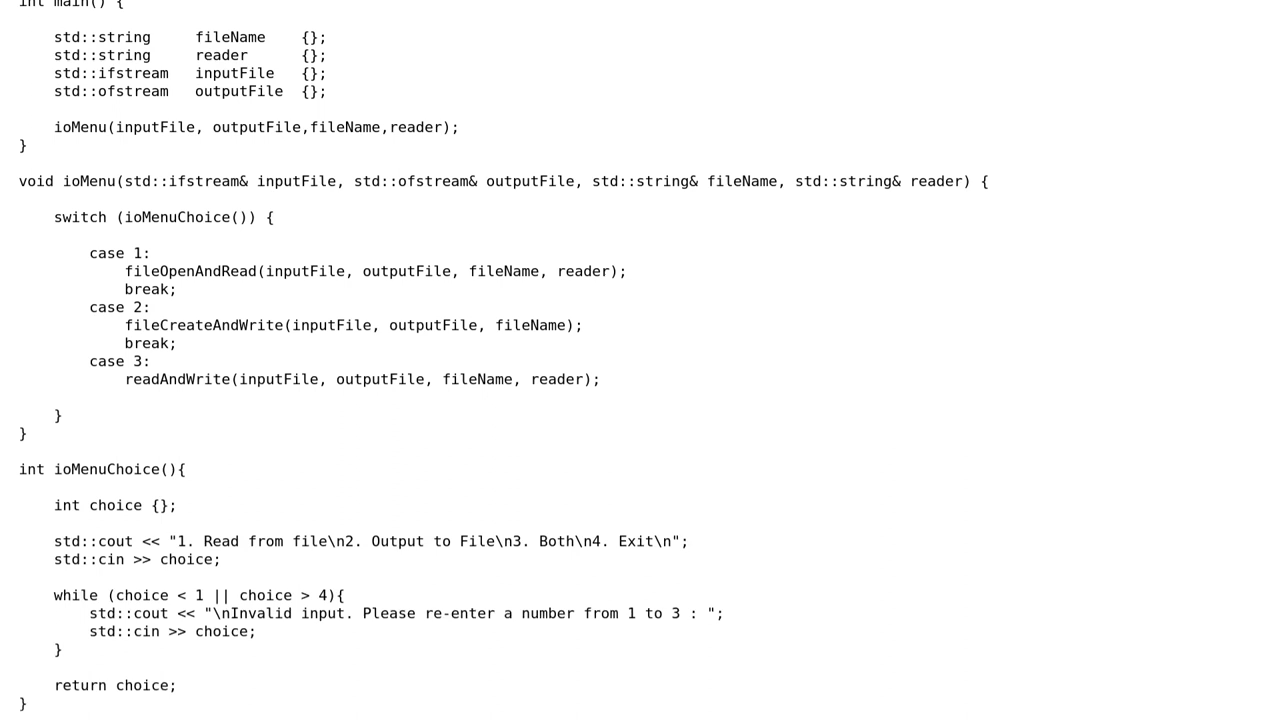 int main() {
    std::string     fileName    {};
    std::string     reader      {};
    std::ifstream   inputFile   {};
    std::ofstream   outputFile  {};
    ioMenu(inputFile, outputFile,fileName,reader);
}
void ioMenu(std::ifstream& inputFile, std::ofstream& outputFile, std::string& fileName, std::string& reader) {
    switch (ioMenuChoice()) {
        case 1:
            fileOpenAndRead(inputFile, outputFile, fileName, reader);
            break;
        case 2:
            fileCreateAndWrite(inputFile, outputFile, fileName);
            break;
        case 3:
            readAndWrite(inputFile, outputFile, fileName, reader);
    }
}
int ioMenuChoice(){
    int choice {};
    std::cout << "1. Read from file\n2. Output to File\n3. Both\n4. Exit\n";
    std::cin >> choice;
    while (choice < 1 || choice > 4){
        std::cout << "\nInvalid input. Please re-enter a number from 1 to 3 : ";
        std::cin >> choice;
    }
    return choice;
}